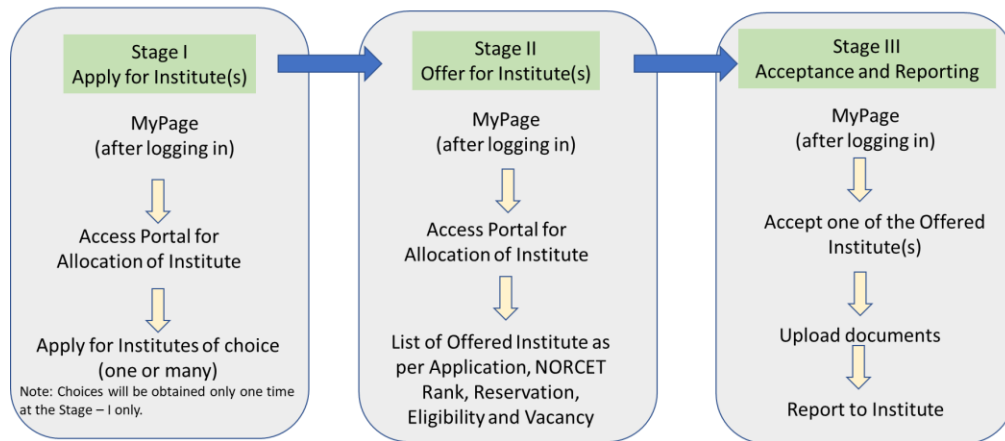 Stage I
Apply for Institute(s)
MyPage
(after logging in)
Access Portal for
Allocation of Institute
Apply for Institutes of choice
(one or many)
Note: Choices will be obtained only one time
at the Stage – I only.
Stage II
Offer for Institute(s)
MyPage
(after logging in)
Access Portal for
Allocation of Institute
List of Offered Institute as
per Application, NORCET
Rank, Reservation,
Eligibility and Vacancy
Stage III
Acceptance and Reporting
MyPage
(after logging in)
Accept one of the Offered
Institute(s)
Upload documents
Report to Institute